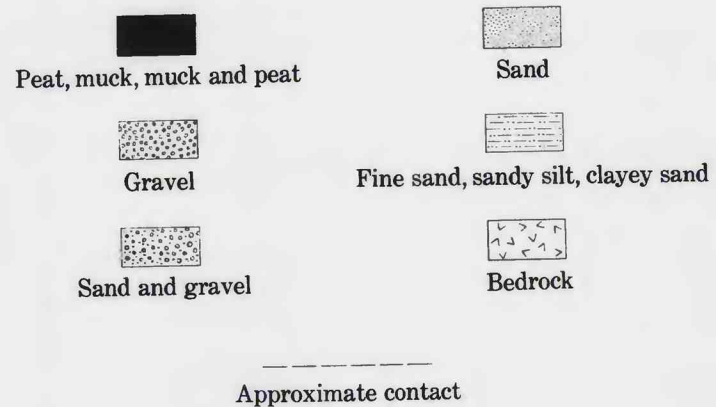 Peat, muck, muck and peat
Sand
Gravel
Fine sand, sandy silt, clayey sand
Sand and gravel
Bedrock
Approximate contact